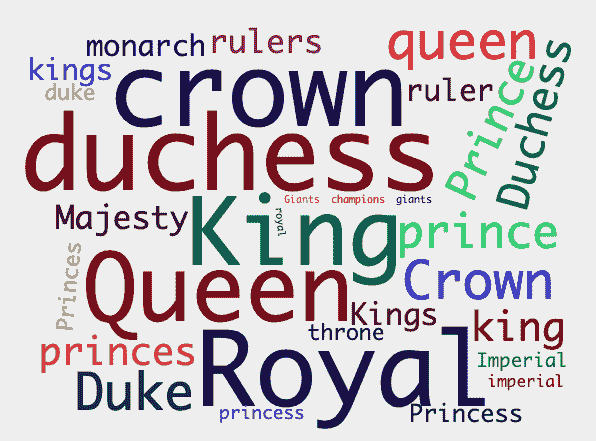 monarch rulers queen
kings
duke
crown
ruler
Prince
Duchess
duchess
Giants champions giants
royal
Majesty
King
prince
Princes
Queen
Crown
Kings
throne
king
princes
Royal
Imperial
imperial
Duke
princess
Princess